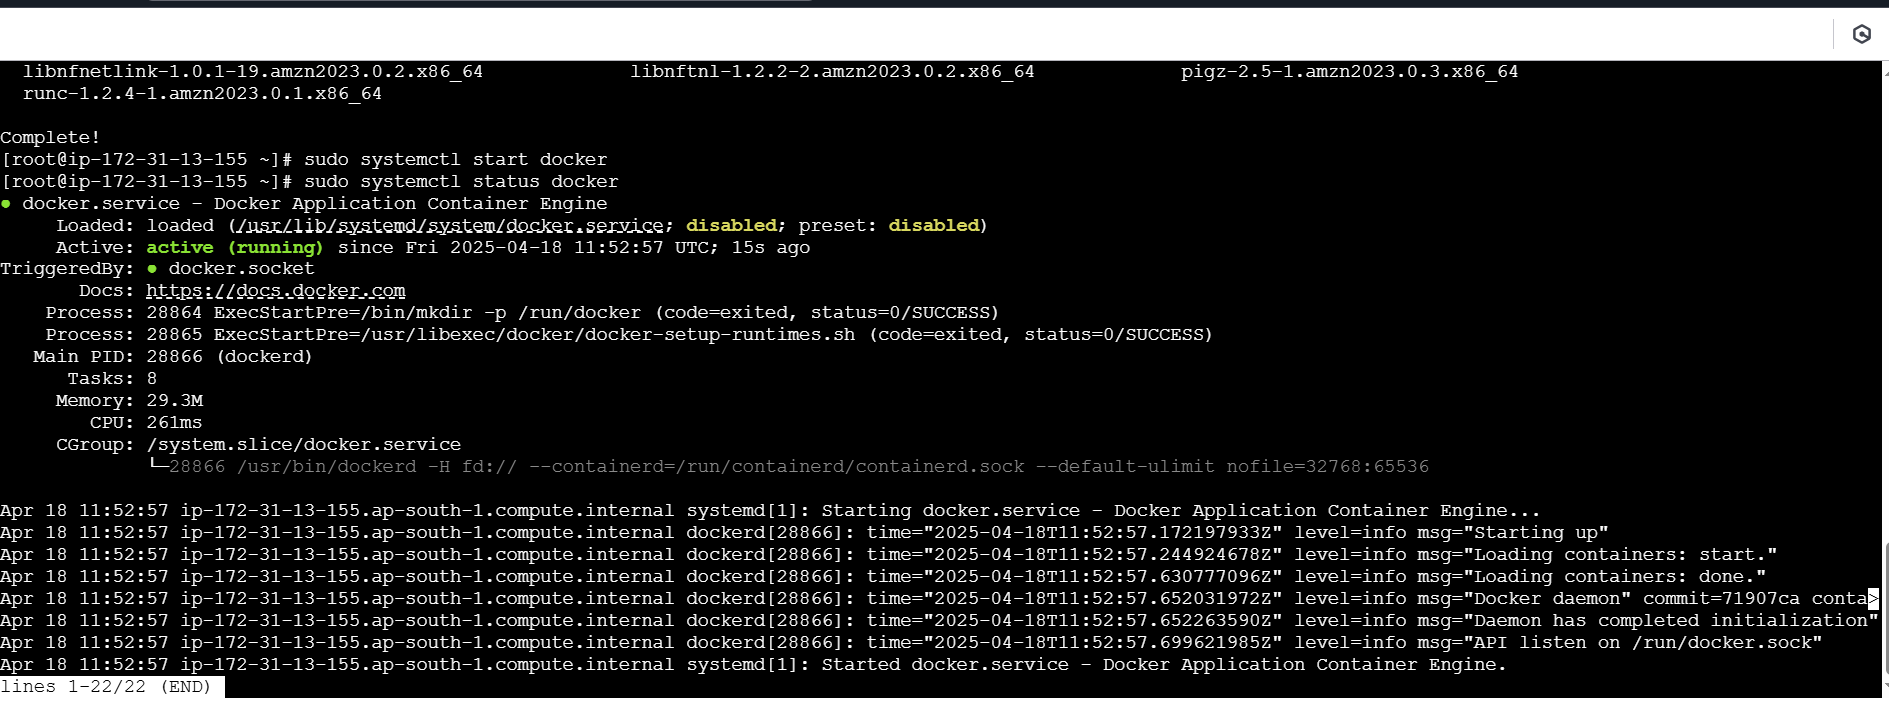 libnfnetlink-1.0.1-19.amzn2023.0.2.x86_64 libnftnl-1.2.2-2.amzn2023.0.2.x86_64 pigz-2.5-1.amzn2023.0.3.x86_64
runc-1.2.4-1.amzn2023.0.1.x86_64
Complete!
[root@ip-172-31-13-155 ~]# sudo systemctl start docker
[root@ip-172-31-13-155 ~]# sudo systemctl status docker
● docker.service - Docker Application Container Engine
Loaded: loaded (/usr/lib/systemd/system/docker.service; disabled; preset: disabled)
Active: active (running) since Fri 2025-04-18 11:52:57 UTC; 15s ago
TriggeredBy: ● docker.socket
Docs: https://docs.docker.com
Process: 28864 ExecStartPre=/bin/mkdir -p /run/docker (code=exited, status=0/SUCCESS)
Process: 28865 ExecStartPre=/usr/libexec/docker/docker-setup-runtimes.sh (code=exited, status=0/SUCCESS)
Main PID: 28866 (dockerd)
Tasks: 8
Memory: 29.3M
CPU: 261ms
CGroup: /system.slice/docker.service
└─28866 /usr/bin/dockerd -H fd:// --containerd=/run/containerd/containerd.sock --default-ulimit nofile=32768:65536
Apr 18 11:52:57 ip-172-31-13-155.ap-south-1.compute.internal systemd[1]: Starting docker.service - Docker Application Container Engine...
Apr 18 11:52:57 ip-172-31-13-155.ap-south-1.compute.internal dockerd[28866]: time="2025-04-18T11:52:57.172197933Z" level=info msg="Starting up"
Apr 18 11:52:57 ip-172-31-13-155.ap-south-1.compute.internal dockerd[28866]: time="2025-04-18T11:52:57.244924678Z" level=info msg="Loading containers: start."
Apr 18 11:52:57 ip-172-31-13-155.ap-south-1.compute.internal dockerd[28866]: time="2025-04-18T11:52:57.630777096Z" level=info msg="Loading containers: done."
Apr 18 11:52:57 ip-172-31-13-155.ap-south-1.compute.internal dockerd[28866]: time="2025-04-18T11:52:57.652031972Z" level=info msg="Docker daemon" commit=71907ca conta>
Apr 18 11:52:57 ip-172-31-13-155.ap-south-1.compute.internal dockerd[28866]: time="2025-04-18T11:52:57.652263590Z" level=info msg="Daemon has completed initialization"
Apr 18 11:52:57 ip-172-31-13-155.ap-south-1.compute.internal dockerd[28866]: time="2025-04-18T11:52:57.699621985Z" level=info msg="API listen on /run/docker.sock"
Apr 18 11:52:57 ip-172-31-13-155.ap-south-1.compute.internal systemd[1]: Started docker.service - Docker Application Container Engine.
lines 1-22/22 (END)